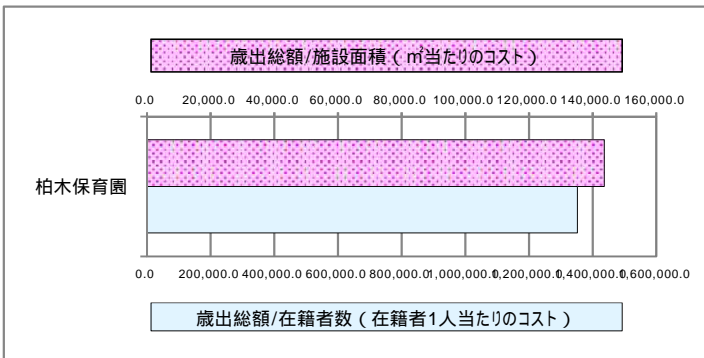 歳出総額/施設面積（㎡当たりのコスト）
0.0 20,000.0 40,000.0 60,000.0 80,000.0 100,000.0 120,000.0 140,000.0 160,000.0
柏木保育園
0.0 200,000.0 400,000.0 600,000.0 800,000.0 1,000,000.0 1,200,000.0 1,400,000.0 1,600,000.0
歳出総額/在籍者数（在籍者1人当たりのコスト）